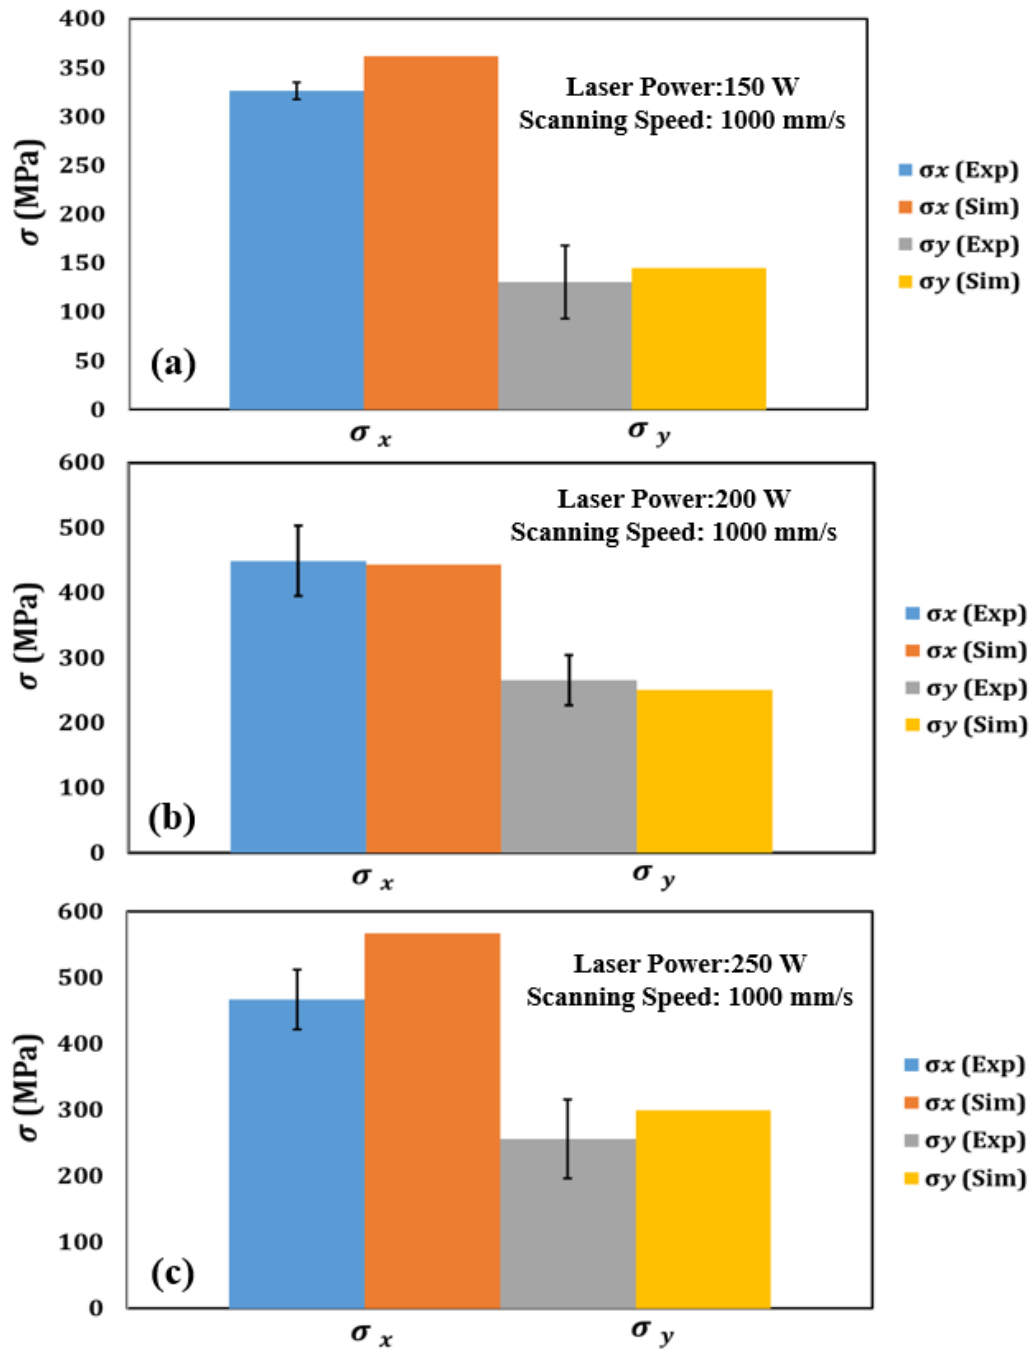 400
350
300
250
200
150
100
50
0
σ (MPa)
Laser Power:150 W
Scanning Speed: 1000 mm/s
(a)
σ x
σ y
σx (Exp)
σx (Sim)
σy (Exp)
σy (Sim)
600
500
400
300
200
100
0
σ (MPa)
Laser Power:200 W
Scanning Speed: 1000 mm/s
(b)
σ x
σ y
σx (Exp)
σx (Sim)
σy (Exp)
σy (Sim)
600
500
400
300
200
100
0
σ (MPa)
Laser Power:250 W
Scanning Speed: 1000 mm/s
(c)
σ x
σ y
σx (Exp)
σx (Sim)
σy (Exp)
σy (Sim)